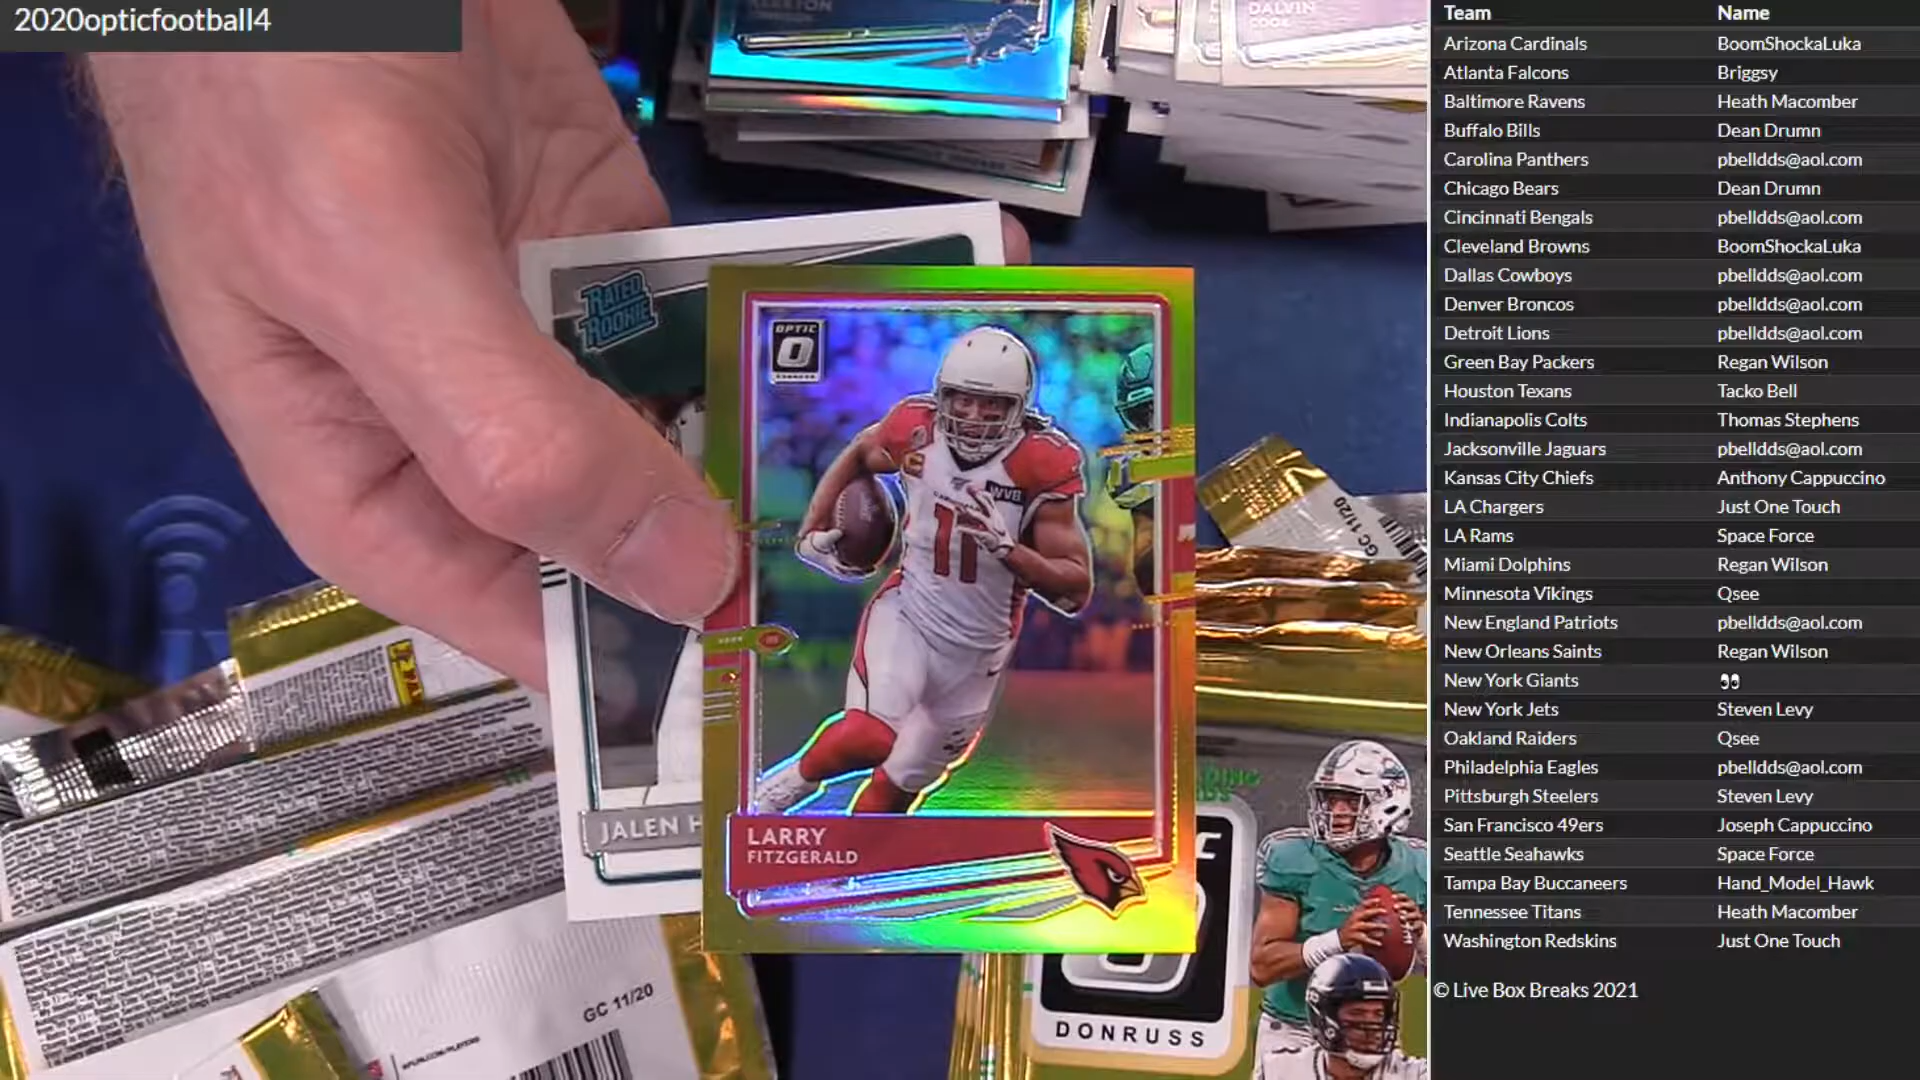 2020opticfootball4
DALVIN
COOK
RATED
ROOKIE
OPTIC
O
DONRUSS
WVB
11
JALEN H
LARRY
FITZGERALD
GC 11/20
GC 11/20
DONRUSS
Team Name
Arizona Cardinals BoomShockaLuka
Atlanta Falcons Briggsy
Baltimore Ravens Heath Macomber
Buffalo Bills Dean Drumn
Carolina Panthers pbelldds@aol.com
Chicago Bears Dean Drumn
Cincinnati Bengals pbelldds@aol.com
Cleveland Browns BoomShockaLuka
Dallas Cowboys pbelldds@aol.com
Denver Broncos pbelldds@aol.com
Detroit Lions pbelldds@aol.com
Green Bay Packers Regan Wilson
Houston Texans Tacko Bell
Indianapolis Colts Thomas Stephens
Jacksonville Jaguars pbelldds@aol.com
Kansas City Chiefs Anthony Cappuccino
LA Chargers Just One Touch
LA Rams Space Force
Miami Dolphins Regan Wilson
Minnesota Vikings Qsee
New England Patriots pbelldds@aol.com
New Orleans Saints Regan Wilson
New York Giants 👀
New York Jets Steven Levy
Oakland Raiders Qsee
Philadelphia Eagles pbelldds@aol.com
Pittsburgh Steelers Steven Levy
San Francisco 49ers Joseph Cappuccino
Seattle Seahawks Space Force
Tampa Bay Buccaneers Hand_Model_Hawk
Tennessee Titans Heath Macomber
Washington Redskins Just One Touch
© Live Box Breaks 2021